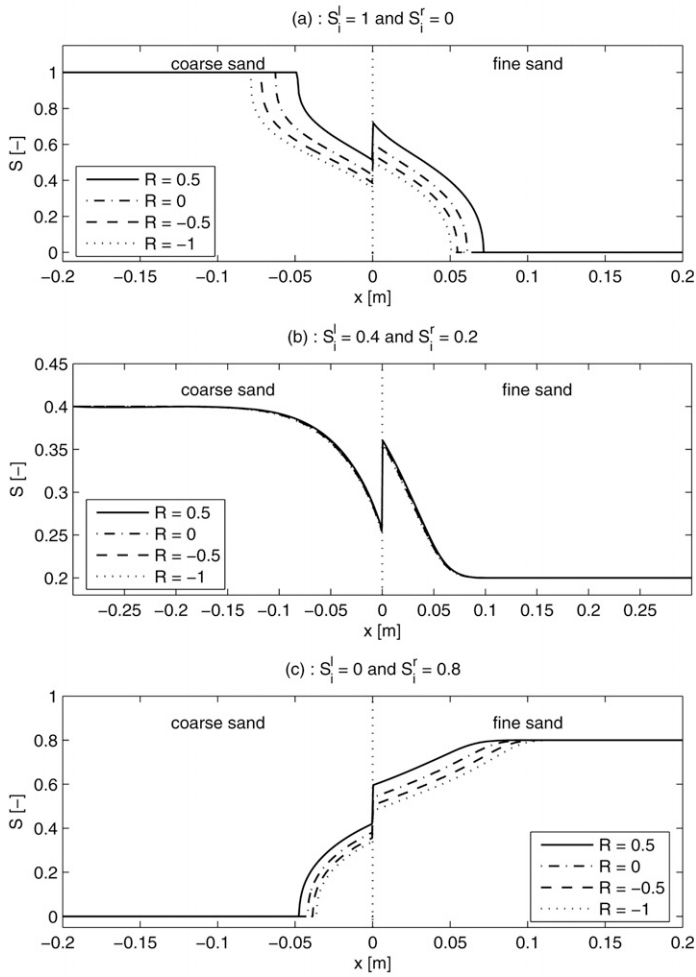 (a) : S_i^l = 1 and S_i^r = 0
coarse sand
fine sand
S [−]
1
0.8
0.6
0.4
0.2
0
R = 0.5
R = 0
R = −0.5
R = −1
−0.2 −0.15 −0.1 −0.05 0 0.05 0.1 0.15 0.2
x [m]
(b) : S_i^l = 0.4 and S_i^r = 0.2
coarse sand
fine sand
S [−]
0.45
0.4
0.35
0.3
0.25
0.2
R = 0.5
R = 0
R = −0.5
R = −1
−0.25 −0.2 −0.15 −0.1 −0.05 0 0.05 0.1 0.15 0.2 0.25
x [m]
(c) : S_i^l = 0 and S_i^r = 0.8
coarse sand
fine sand
S [−]
1
0.8
0.6
0.4
0.2
0
R = 0.5
R = 0
R = −0.5
R = −1
−0.2 −0.15 −0.1 −0.05 0 0.05 0.1 0.15 0.2
x [m]